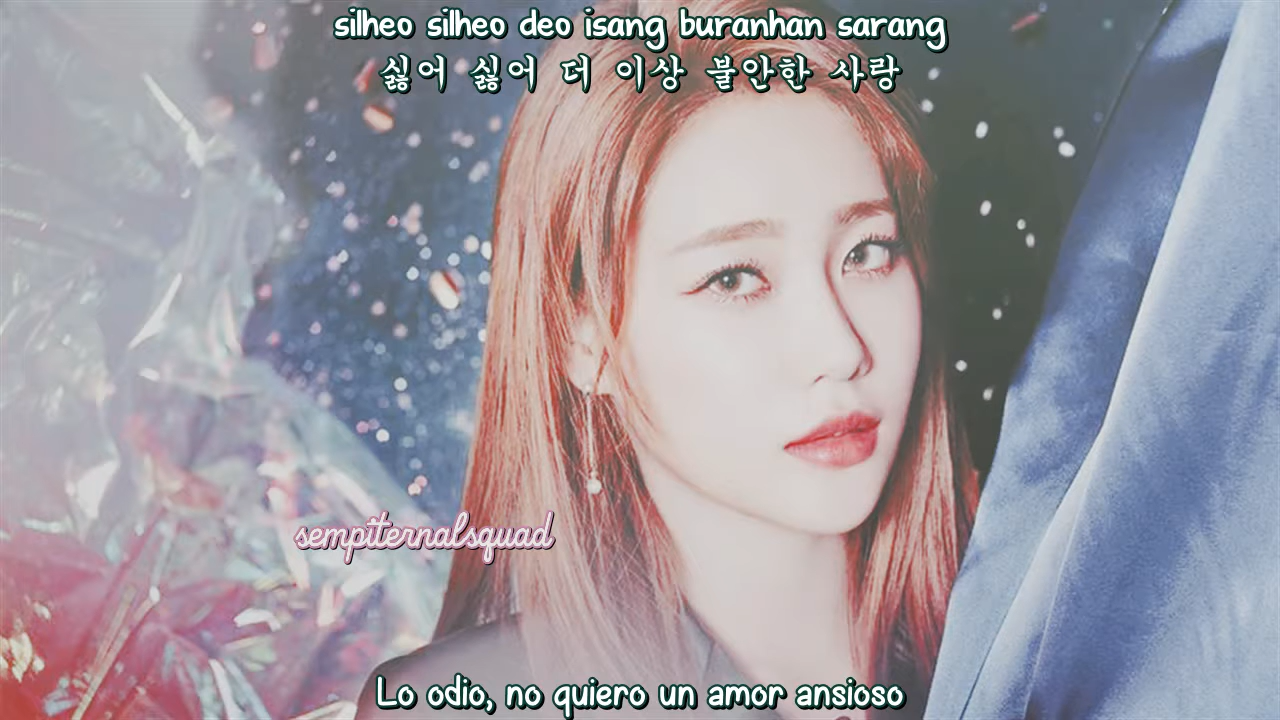 silheo silheo deo isang buranhan sarang
싫어 싫어 더 이상 불안한 사랑
sempiternalsquad
Lo odio, no quiero un amor ansioso